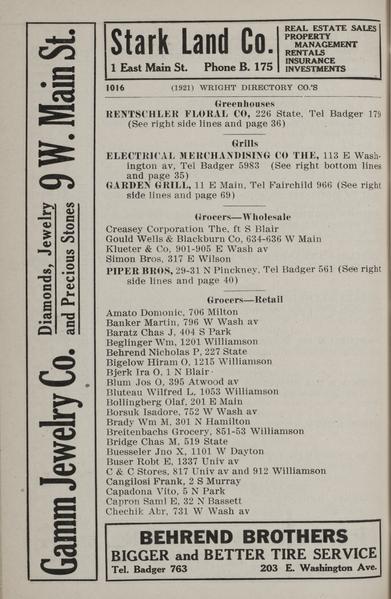 Stark Land Co.
1 East Main St. Phone B. 175
REAL ESTATE SALES
PROPERTY
MANAGEMENT
RENTALS
INSURANCE
INVESTMENTS
1016 (1921) WRIGHT DIRECTORY CO.'S
Greenhouses
RENTSCHLER FLORAL CO, 226 State, Tel Badger 179
(See right side lines and page 36)
Grills
ELECTRICAL MERCHANDISING CO THE, 113 E Wash-
ington av, Tel Badger 5983 (See right bottom lines
and page 35)
GARDEN GRILL, 11 E Main, Tel Fairchild 966 (See right
side lines and page 69)
Grocers—Wholesale
Creasey Corporation The, ft S Blair
Gould Wells & Blackburn Co, 634-636 W Main
Klueter & Co, 901-905 E Wash av
Simon Bros, 317 E Wilson
PIPER BROS, 29-31 N Pinckney, Tel Badger 561 (See right
side lines and page 40)
Grocers—Retail
Amato Domonic, 706 Milton
Banker Martin, 796 W Wash av
Baratz Chas J, 404 S Park
Beglinger Wm, 1201 Williamson
Behrend Nicholas P, 227 State
Bigelow Hiram O, 1215 Williamson
Bjerk Ira O, 1 N Blair
Blum Jos O, 395 Atwood av
Bluteau Wilfred L, 1053 Williamson
Bollingberg Olaf, 201 E Main
Borsuk Isadore, 752 W Wash av
Brady Wm M, 301 N Hamilton
Breitenbachs Grocery, 851-53 Williamson
Bridge Chas M, 519 State
Buesseler Jno X, 1101 W Dayton
Buser Robt E, 1337 Univ av
C & C Stores, 817 Univ av and 912 Williamson
Cangilosi Frank, 2 S Murray
Capadona Vito, 5 N Park
Capron Saml E, 32 N Bassett
Chechik Abr, 731 W Wash av
Gamm Jewelry Co. Diamonds, Jewelry
and Precious Stones 9 W. Main St.
BEHREND BROTHERS
BIGGER and BETTER TIRE SERVICE
Tel. Badger 763 203 E. Washington Ave.